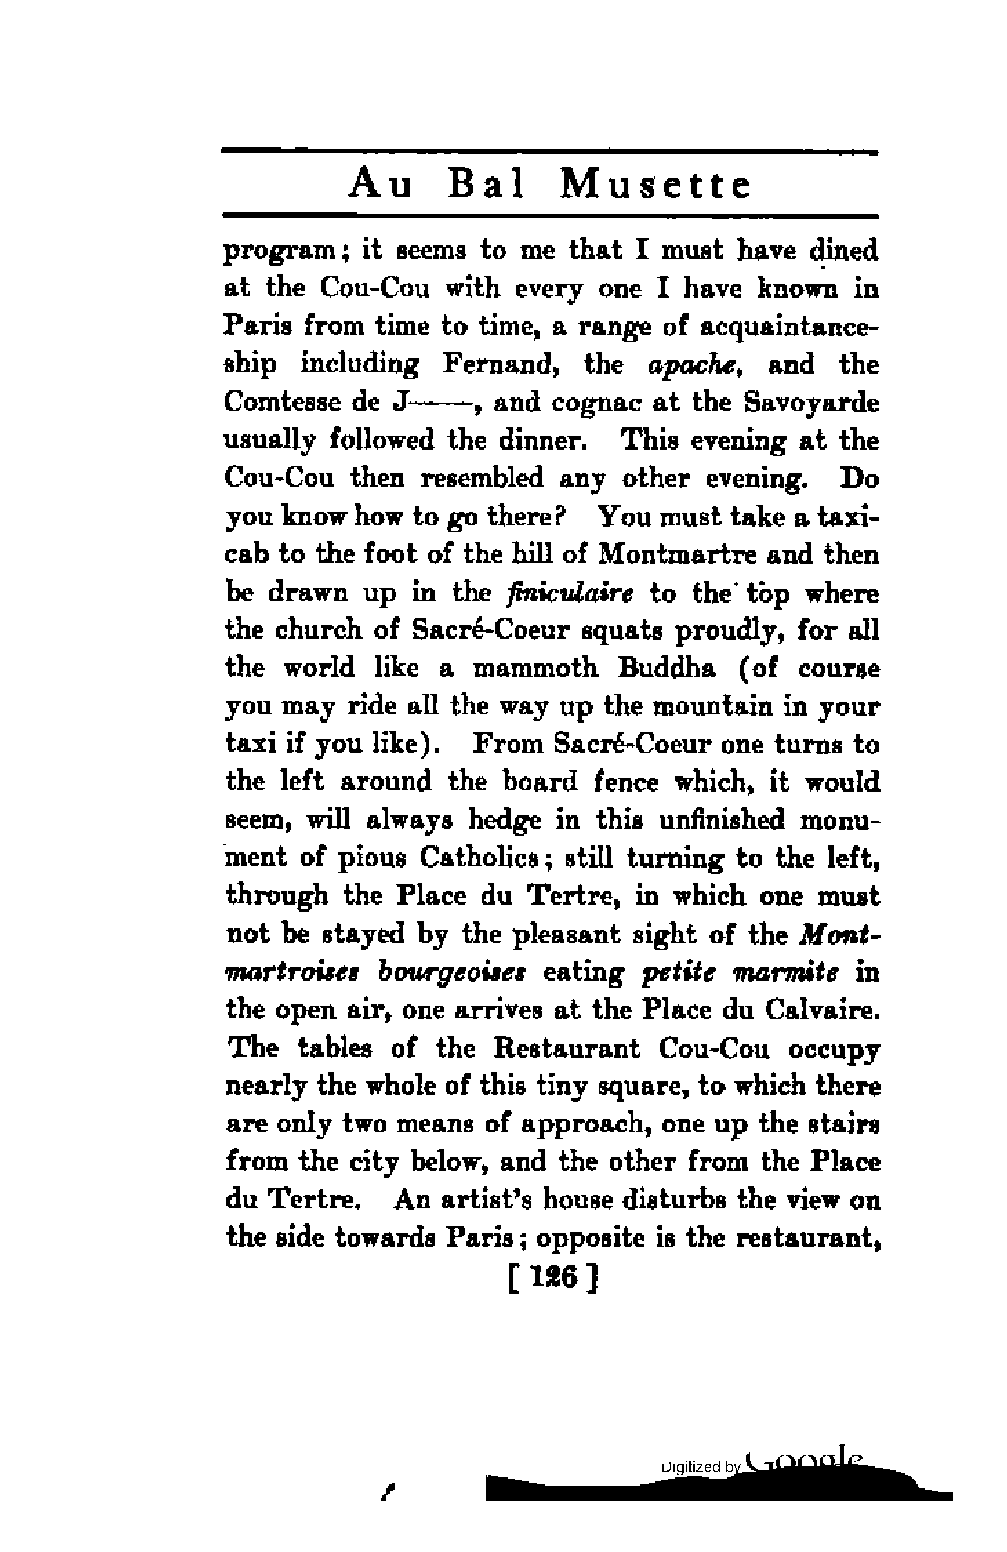 Au Bal Musette
program; it seems to me that I must have dined
at the Cou-Cou with every one I have known in
Paris from time to time, a range of acquaintance-
ship including Fernand, the apache, and the
Comtesse de J——, and cognac at the Savoyarde
usually followed the dinner. This evening at the
Cou-Cou then resembled any other evening. Do
you know how to go there? You must take a taxi-
cab to the foot of the hill of Montmartre and then
be drawn up in the finiculaire to the top where
the church of Sacré-Coeur squats proudly, for all
the world like a mammoth Buddha (of course
you may ride all the way up the mountain in your
taxi if you like). From Sacré-Coeur one turns to
the left around the board fence which, it would
seem, will always hedge in this unfinished monu-
ment of pious Catholics; still turning to the left,
through the Place du Tertre, in which one must
not be stayed by the pleasant sight of the Mont-
martroises bourgeoises eating petite marmite in
the open air, one arrives at the Place du Calvaire.
The tables of the Restaurant Cou-Cou occupy
nearly the whole of this tiny square, to which there
are only two means of approach, one up the stairs
from the city below, and the other from the Place
du Tertre. An artist's house disturbs the view on
the side towards Paris; opposite is the restaurant,
[ 126 ]
Digitized by Google